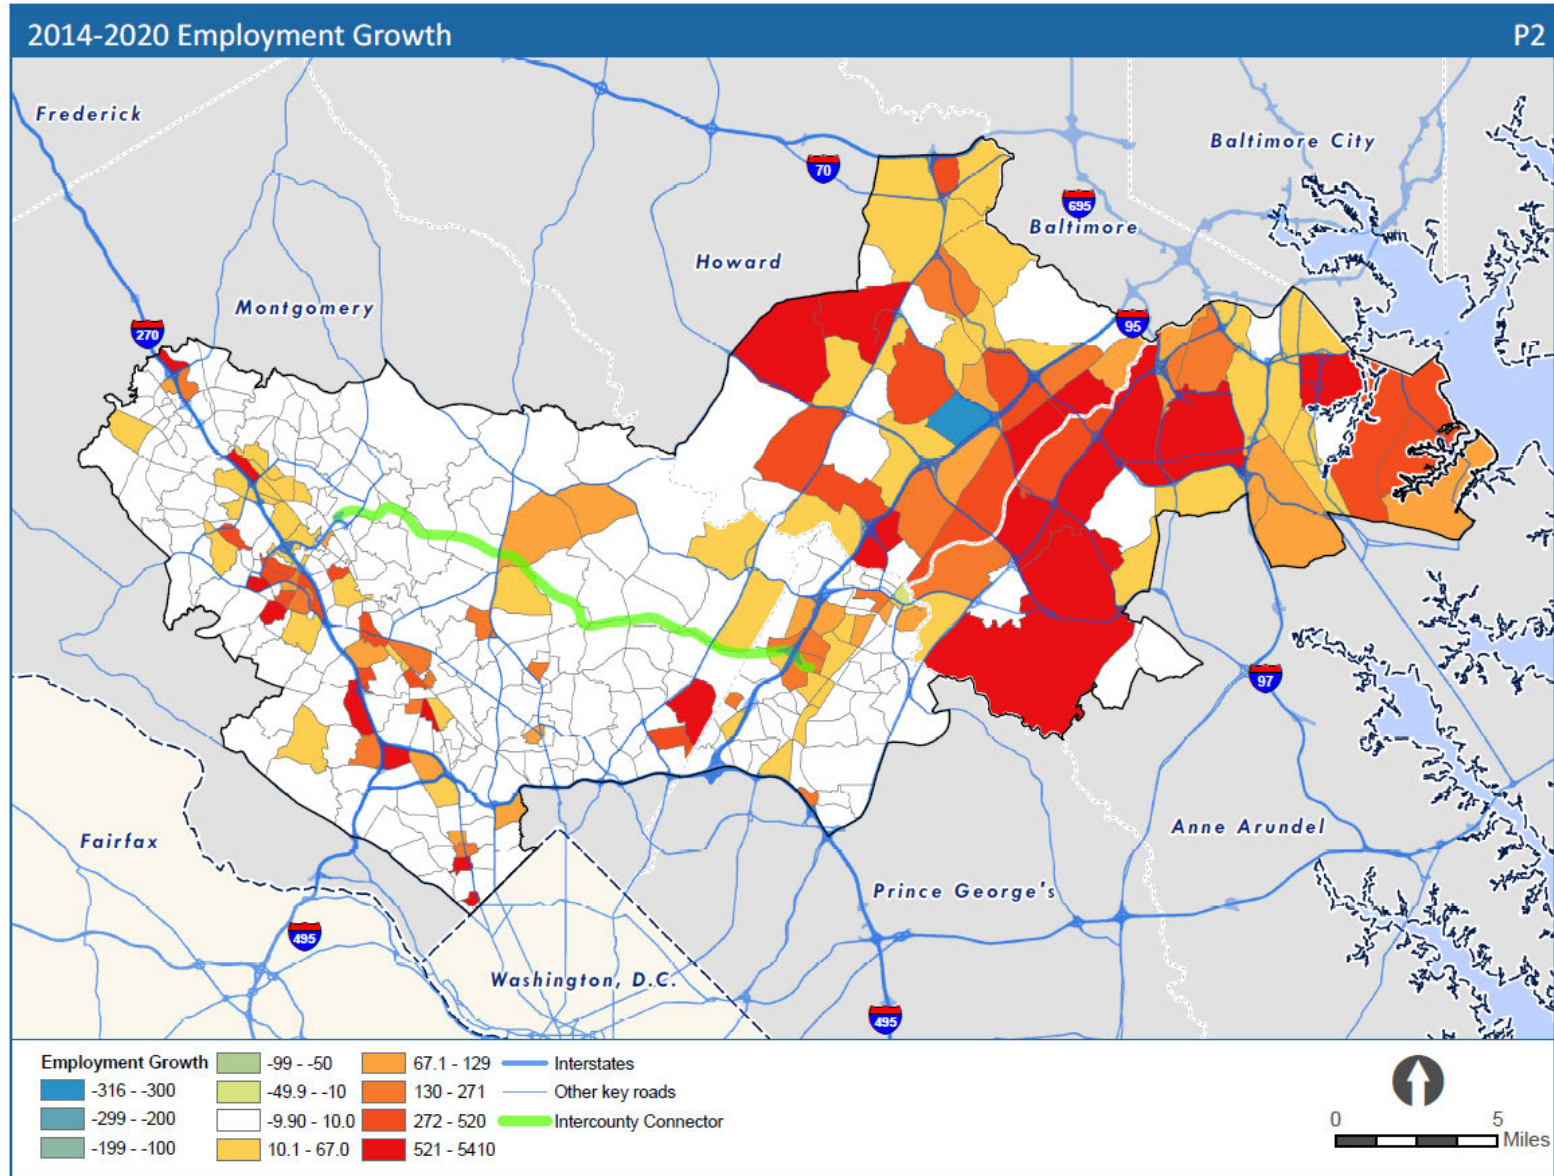 2014-2020 Employment Growth P2
Frederick
Baltimore City
70
695
Baltimore
Howard
Montgomery
270
95
97
Fairfax
Anne Arundel
Prince George's
495
Washington, D.C.
495
Employment Growth
-316 - -300
-299 - -200
-199 - -100
-99 - -50
-49.9 - -10
-9.90 - 10.0
10.1 - 67.0
67.1 - 129
130 - 271
272 - 520
521 - 5410
Interstates
Other key roads
Intercounty Connector
0 5
Miles